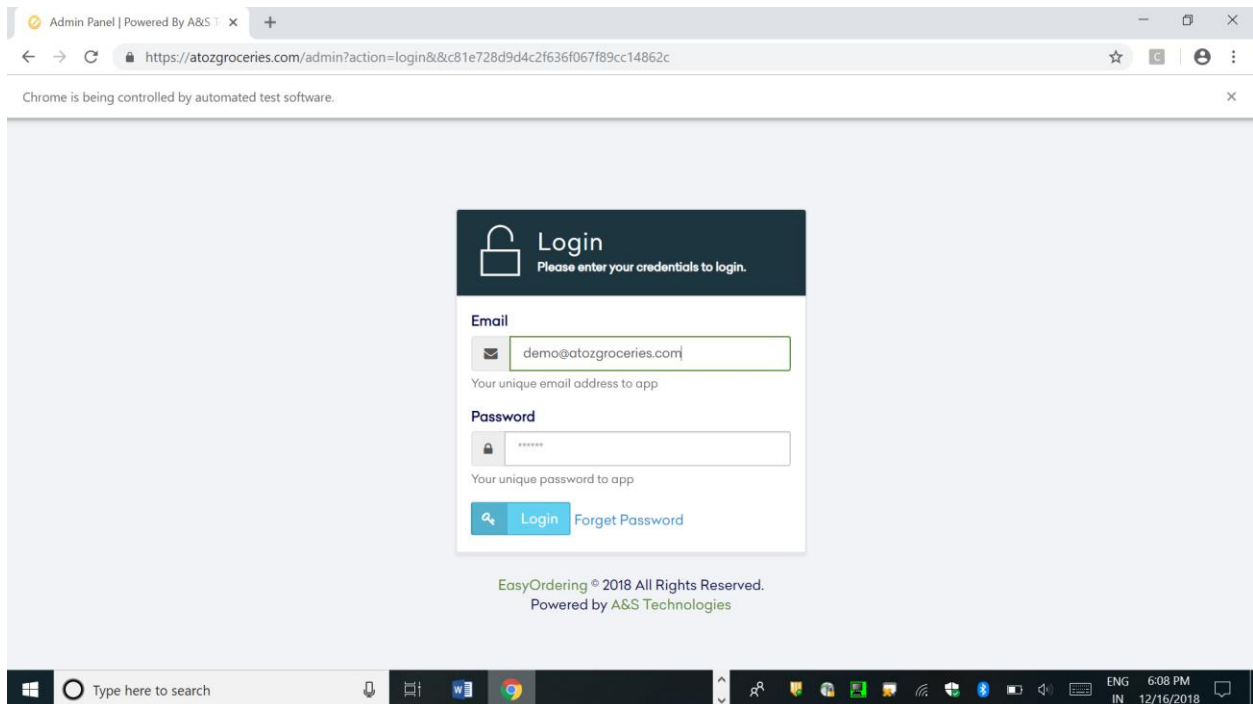 Admin Panel | Powered By A&S T
https://atozgroceries.com/admin?action=login&&c81e728d9d4c2f636f067f89cc14862c
C
Chrome is being controlled by automated test software.
Login
Please enter your credentials to login.
Email
demo@atozgroceries.com
Your unique email address to app
Password
******
Your unique password to app
Login Forget Password
EasyOrdering © 2018 All Rights Reserved.
Powered by A&S Technologies
Type here to search
ENG 6:08 PM
IN 12/16/2018